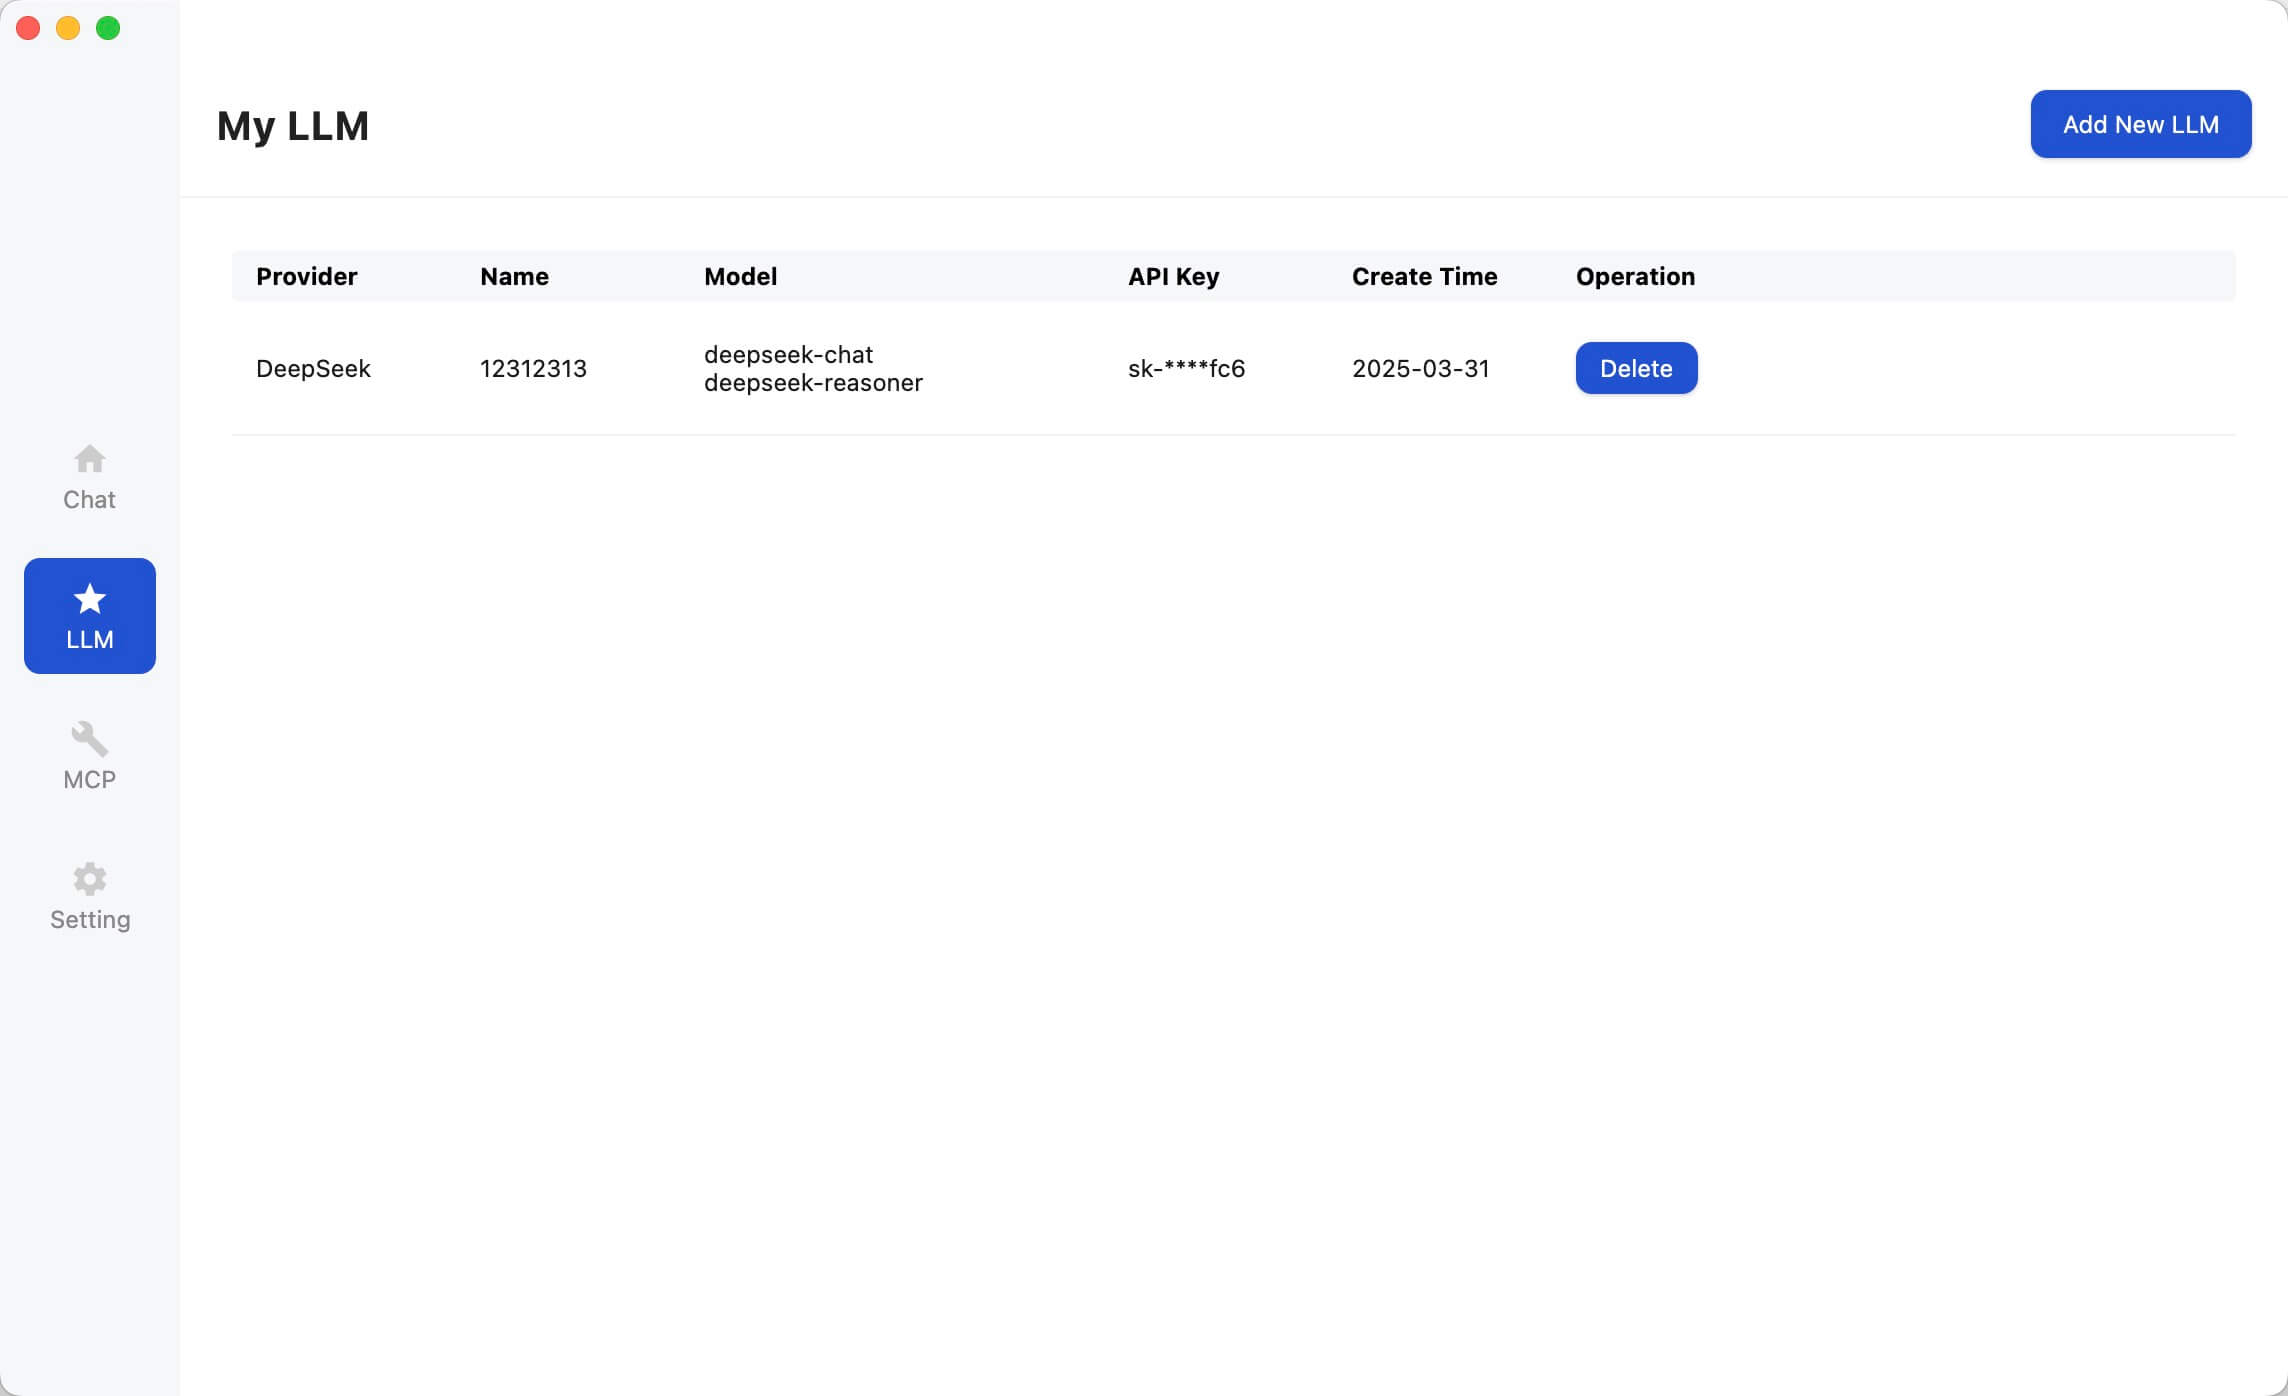 My LLM
Add New LLM
Provider Name Model API Key Create Time Operation
DeepSeek 12312313 deepseek-chat sk-****fc6 2025-03-31 Delete
deepseek-reasoner
Chat
LLM
MCP
Setting